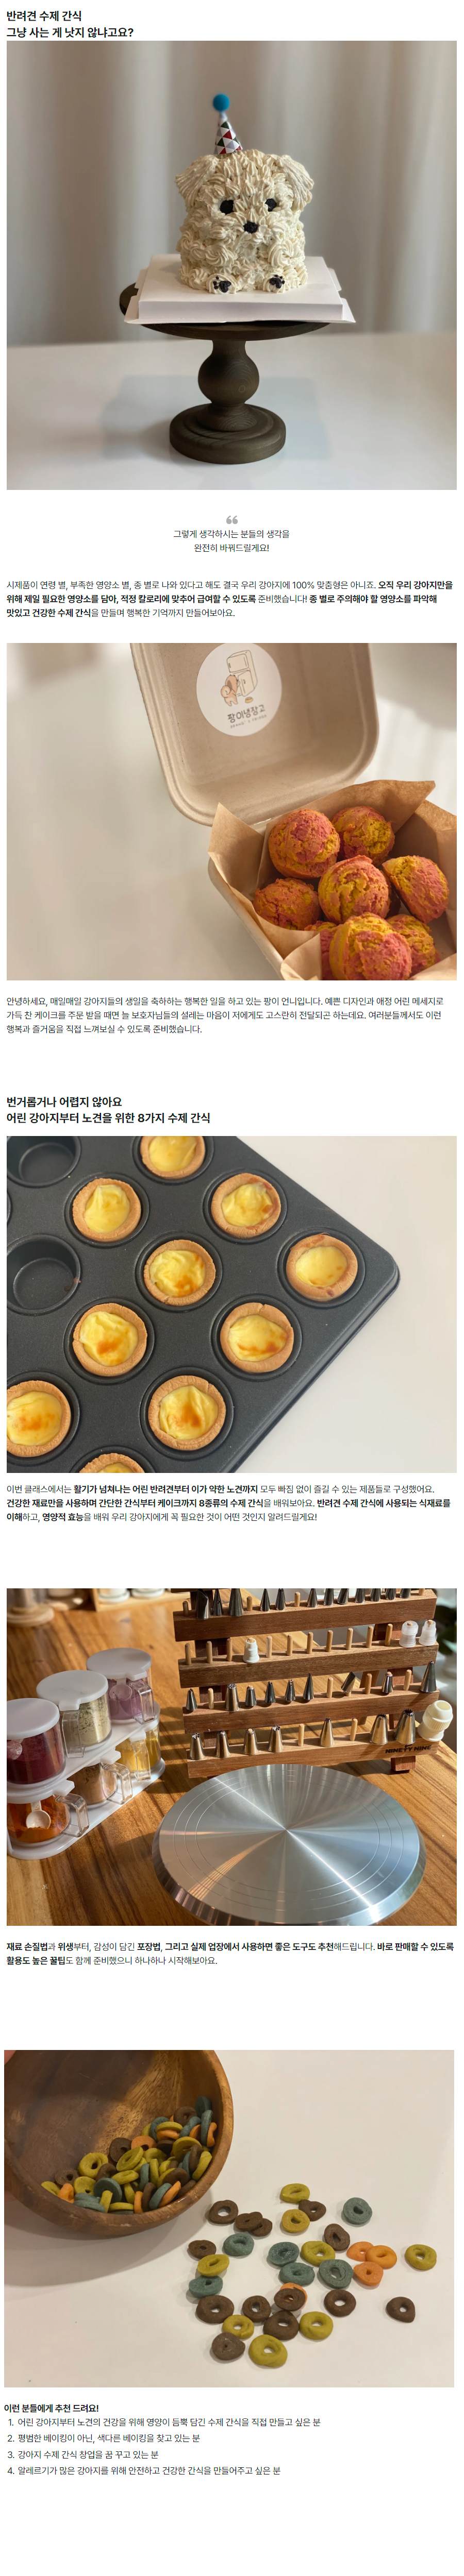 반려견 수제 간식
그냥 사는 게 낫지 않냐고요?
그렇게 생각하시는 분들의 생각을
완전히 바꿔드릴게요!
시제품이 연령 별, 부족한 영양소 별, 종 별로 나와 있다고 해도 결국 우리 강아지에 100% 맞춤형은 아니죠. 오직 우리 강아지만을
위해 제일 필요한 영양소를 담아, 적정 칼로리에 맞추어 급여할 수 있도록 준비했습니다! 종 별로 주의해야 할 영양소를 파악해
맛있고 건강한 수제 간식을 만들며 행복한 기억까지 만들어보아요.
팡이냉장고
안녕하세요, 매일매일 강아지들의 생일을 축하하는 행복한 일을 하고 있는 팡이 언니입니다. 예쁜 디자인과 애정 어린 메세지로
가득 찬 케이크를 주문 받을 때면 늘 보호자님들의 설레는 마음이 저에게도 고스란히 전달되곤 하는데요. 여러분들께서도 이런
행복과 즐거움을 직접 느껴보실 수 있도록 준비했습니다.
번거롭거나 어렵지 않아요
어린 강아지부터 노견을 위한 8가지 수제 간식
이번 클래스에서는 활기가 넘쳐나는 어린 반려견부터 이가 약한 노견까지 모두 빠짐 없이 즐길 수 있는 제품들로 구성했어요.
건강한 재료만을 사용하며 간단한 간식부터 케이크까지 8종류의 수제 간식을 배워보아요. 반려견 수제 간식에 사용되는 식재료를
이해하고, 영양적 효능을 배워 우리 강아지에게 꼭 필요한 것이 어떤 것인지 알려드릴게요!
NINETY NINE
재료 손질법과 위생부터, 감성이 담긴 포장법, 그리고 실제 업장에서 사용하면 좋은 도구도 추천해드립니다. 바로 판매할 수 있도록
활용도 높은 꿀팁도 함께 준비했으니 하나하나 시작해보아요.
이런 분들에게 추천 드려요!
1. 어린 강아지부터 노견의 건강을 위해 영양이 듬뿍 담긴 수제 간식을 직접 만들고 싶은 분
2. 평범한 베이킹이 아닌, 색다른 베이킹을 찾고 있는 분
3. 강아지 수제 간식 창업을 꿈 꾸고 있는 분
4. 알레르기가 많은 강아지를 위해 안전하고 건강한 간식을 만들어주고 싶은 분